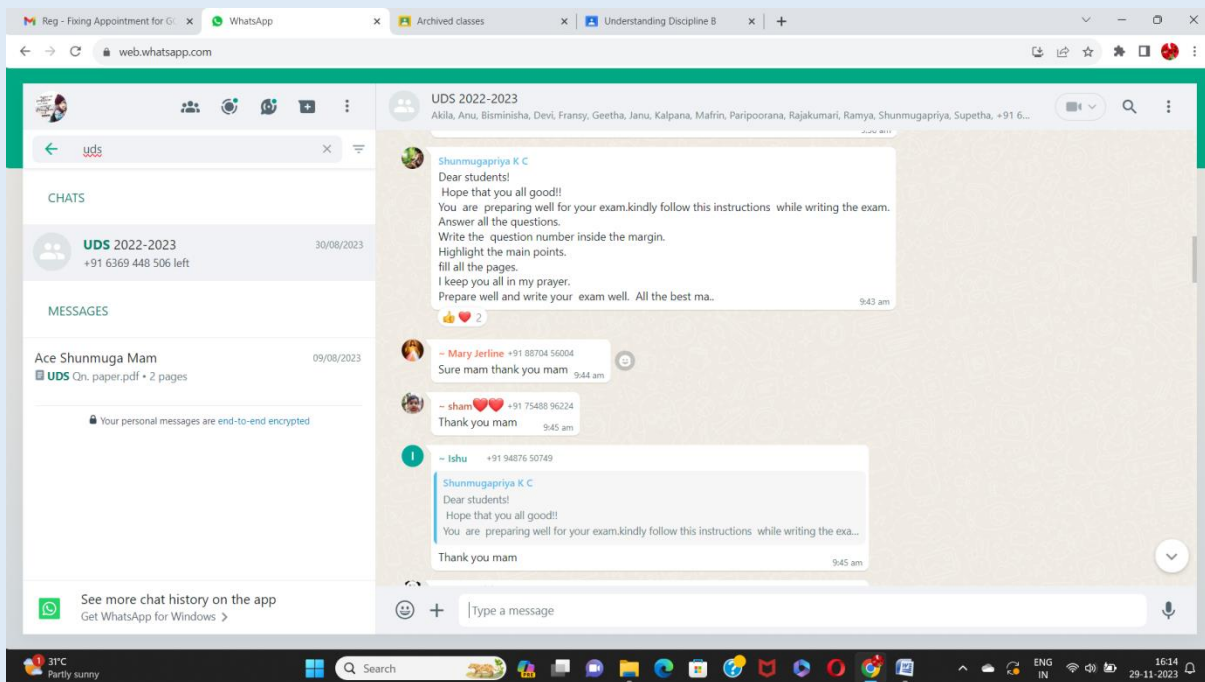 Reg - Fixing Appointment for G
WhatsApp
Archived classes
Understanding Discipline B
web.whatsapp.com
uds
CHATS
UDS 2022-2023
30/08/2023
+91 6369 448 506 left
MESSAGES
Ace Shunmuga Mam
09/08/2023
UDS Qn. paper.pdf • 2 pages
Your personal messages are end-to-end encrypted
See more chat history on the app
Get WhatsApp for Windows >
UDS 2022-2023
Akila, Anu, Bisminisha, Devi, Fransy, Geetha, Janu, Kalpana, Mafrin, Paripoorana, Rajakumari, Ramya, Shunmugapriya, Supetha, +91 6...
Shunmugapriya K C
Dear students!
Hope that you all good!!
You are preparing well for your exam.kindly follow this instructions while writing the exam.
Answer all the questions.
Write the question number inside the margin.
Highlight the main points.
fill all the pages.
I keep you all in my prayer.
Prepare well and write your exam well. All the best ma..
9:43 am
👍❤️ 2
~ Mary Jerline +91 88704 56004
Sure mam thank you mam 9:44 am
~ sham❤️❤️ +91 75488 96224
Thank you mam 9:45 am
I
~ Ishu +91 94876 50749
Shunmugapriya K C
Dear students!
Hope that you all good!!
You are preparing well for your exam.kindly follow this instructions while writing the exa...
Thank you mam
9:45 am
Type a message
1
31°C
Partly sunny
Search
ENG
IN
16:14
29-11-2023